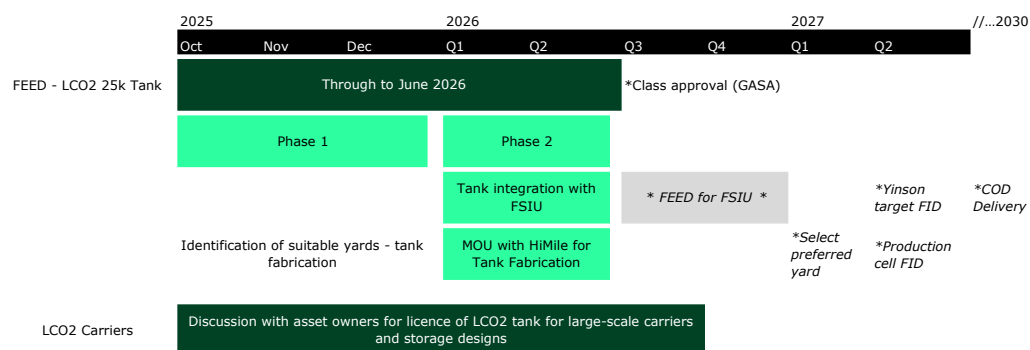 2025 2026 2027 //...2030
Oct Nov Dec Q1 Q2 Q3 Q4 Q1 Q2
FEED - LCO2 25k Tank
Through to June 2026
*Class approval (GASA)
Phase 1
Phase 2
Tank integration with
FSIU
* FEED for FSIU *
*Yinson
target FID
*COD
Delivery
Identification of suitable yards - tank
fabrication
MOU with HiMile for
Tank Fabrication
*Select
preferred
yard
*Production
cell FID
LCO2 Carriers
Discussion with asset owners for licence of LCO2 tank for large-scale carriers
and storage designs